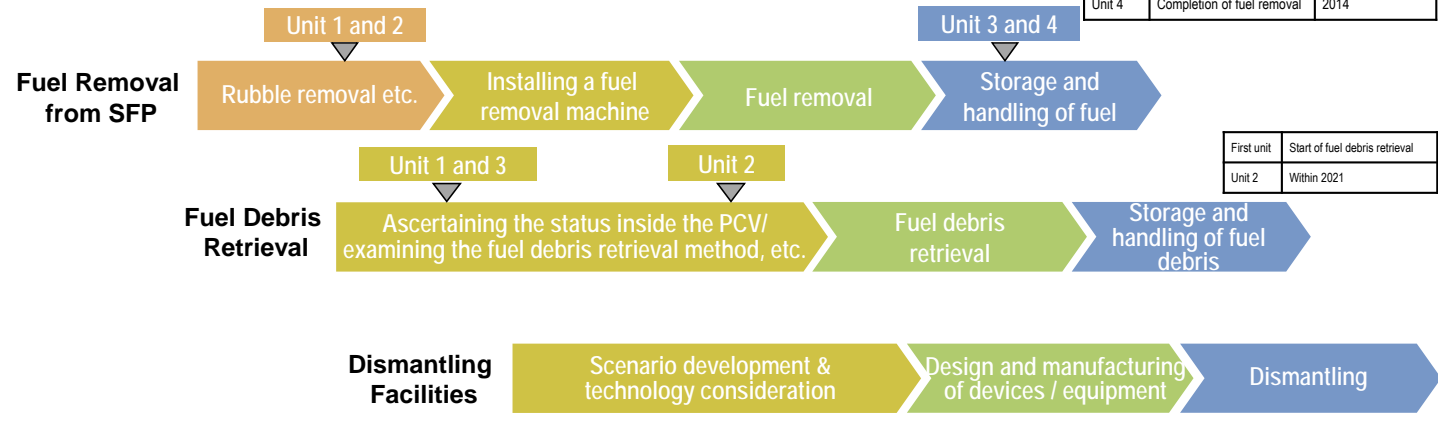 Unit 4 Completion of fuel removal 2014
Unit 1 and 2
Unit 3 and 4
Fuel Removal
from SFP
Rubble removal etc.
Installing a fuel
removal machine
Fuel removal
Storage and
handling of fuel
First unit Start of fuel debris retrieval
Unit 2 Within 2021
Unit 1 and 3
Unit 2
Fuel Debris
Retrieval
Ascertaining the status inside the PCV/
examining the fuel debris retrieval method, etc.
Fuel debris
retrieval
Storage and
handling of fuel
debris
Dismantling
Facilities
Scenario development &
technology consideration
Design and manufacturing
of devices / equipment
Dismantling